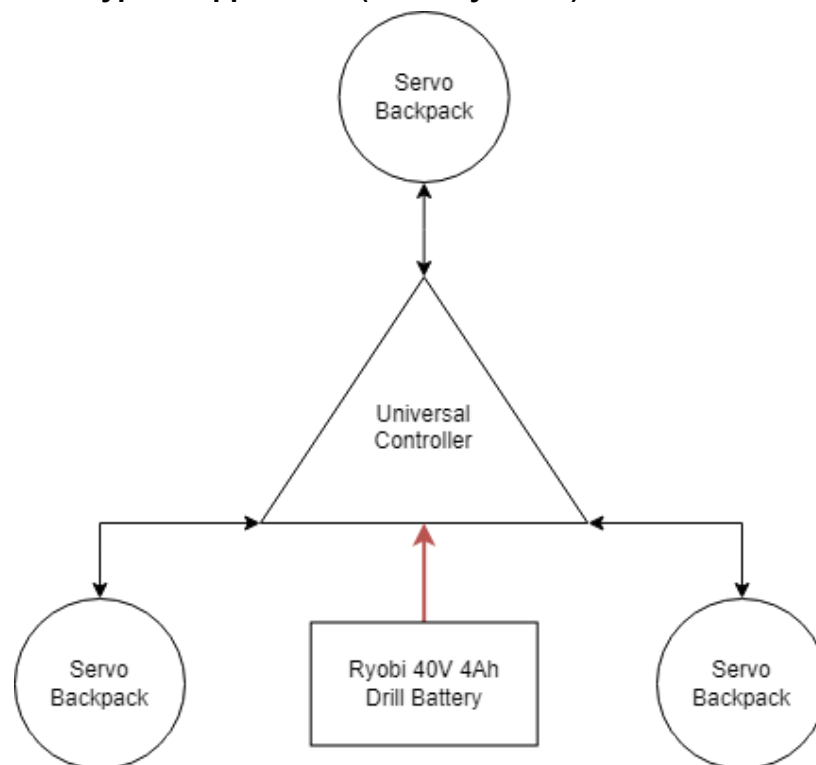 Servo
Backpack
Universal
Controller
Servo
Backpack
Ryobi 40V 4Ah
Drill Battery
Servo
Backpack